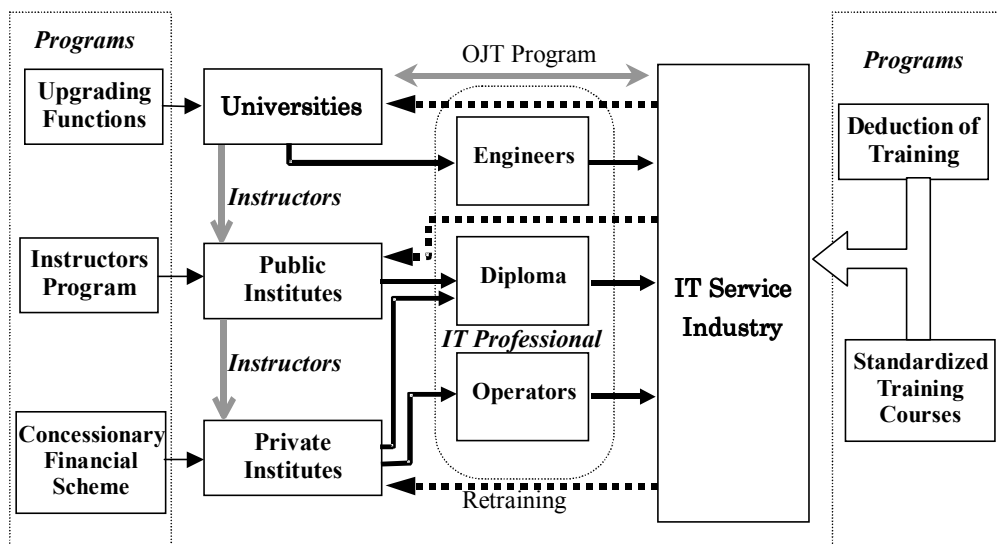 Programs
Upgrading
Functions
Instructors
Program
Concessionary
Financial
Scheme
Universities
Instructors
Public
Institutes
Instructors
Private
Institutes
OJT Program
Engineers
Diploma
IT Professional
Operators
Retraining
IT Service
Industry
Programs
Deduction of
Training
Standardized
Training
Courses